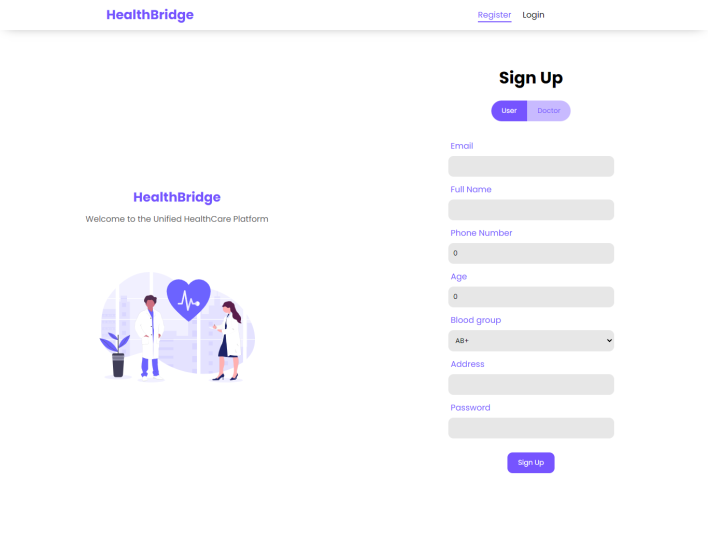 HealthBridge
Register Login
Sign Up
User Doctor
Email
Full Name
HealthBridge
Welcome to the Unified HealthCare Platform
Phone Number
0
Age
0
Blood group
AB+
Address
Password
Sign Up